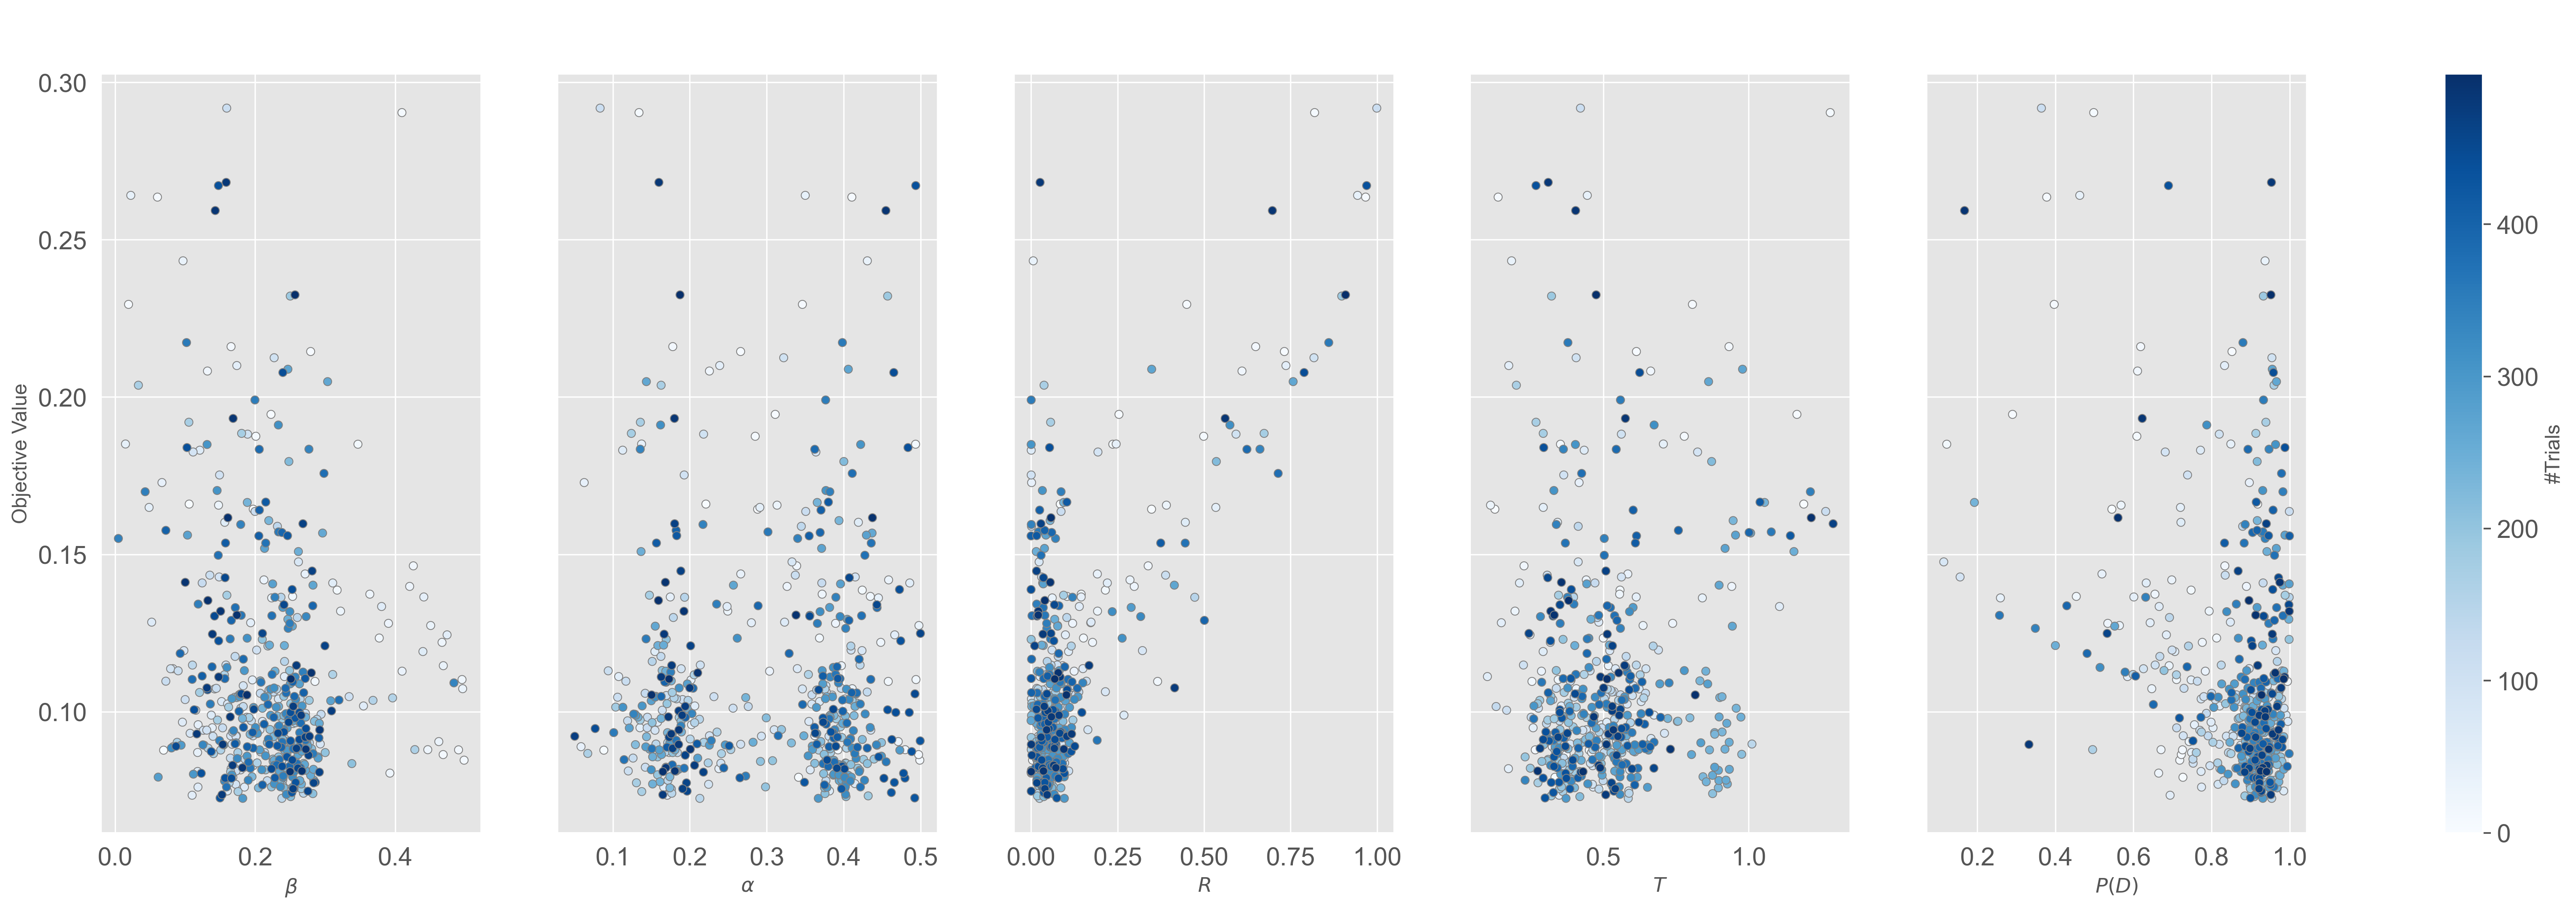 Objective Value
0.30
0.25
0.20
0.15
0.10
0.0 0.2 0.4
β
0.1 0.2 0.3 0.4 0.5
α
0.00 0.25 0.50 0.75 1.00
R
0.5 1.0
T
0.2 0.4 0.6 0.8 1.0
P(D)
400
300
200
100
0
#Trials